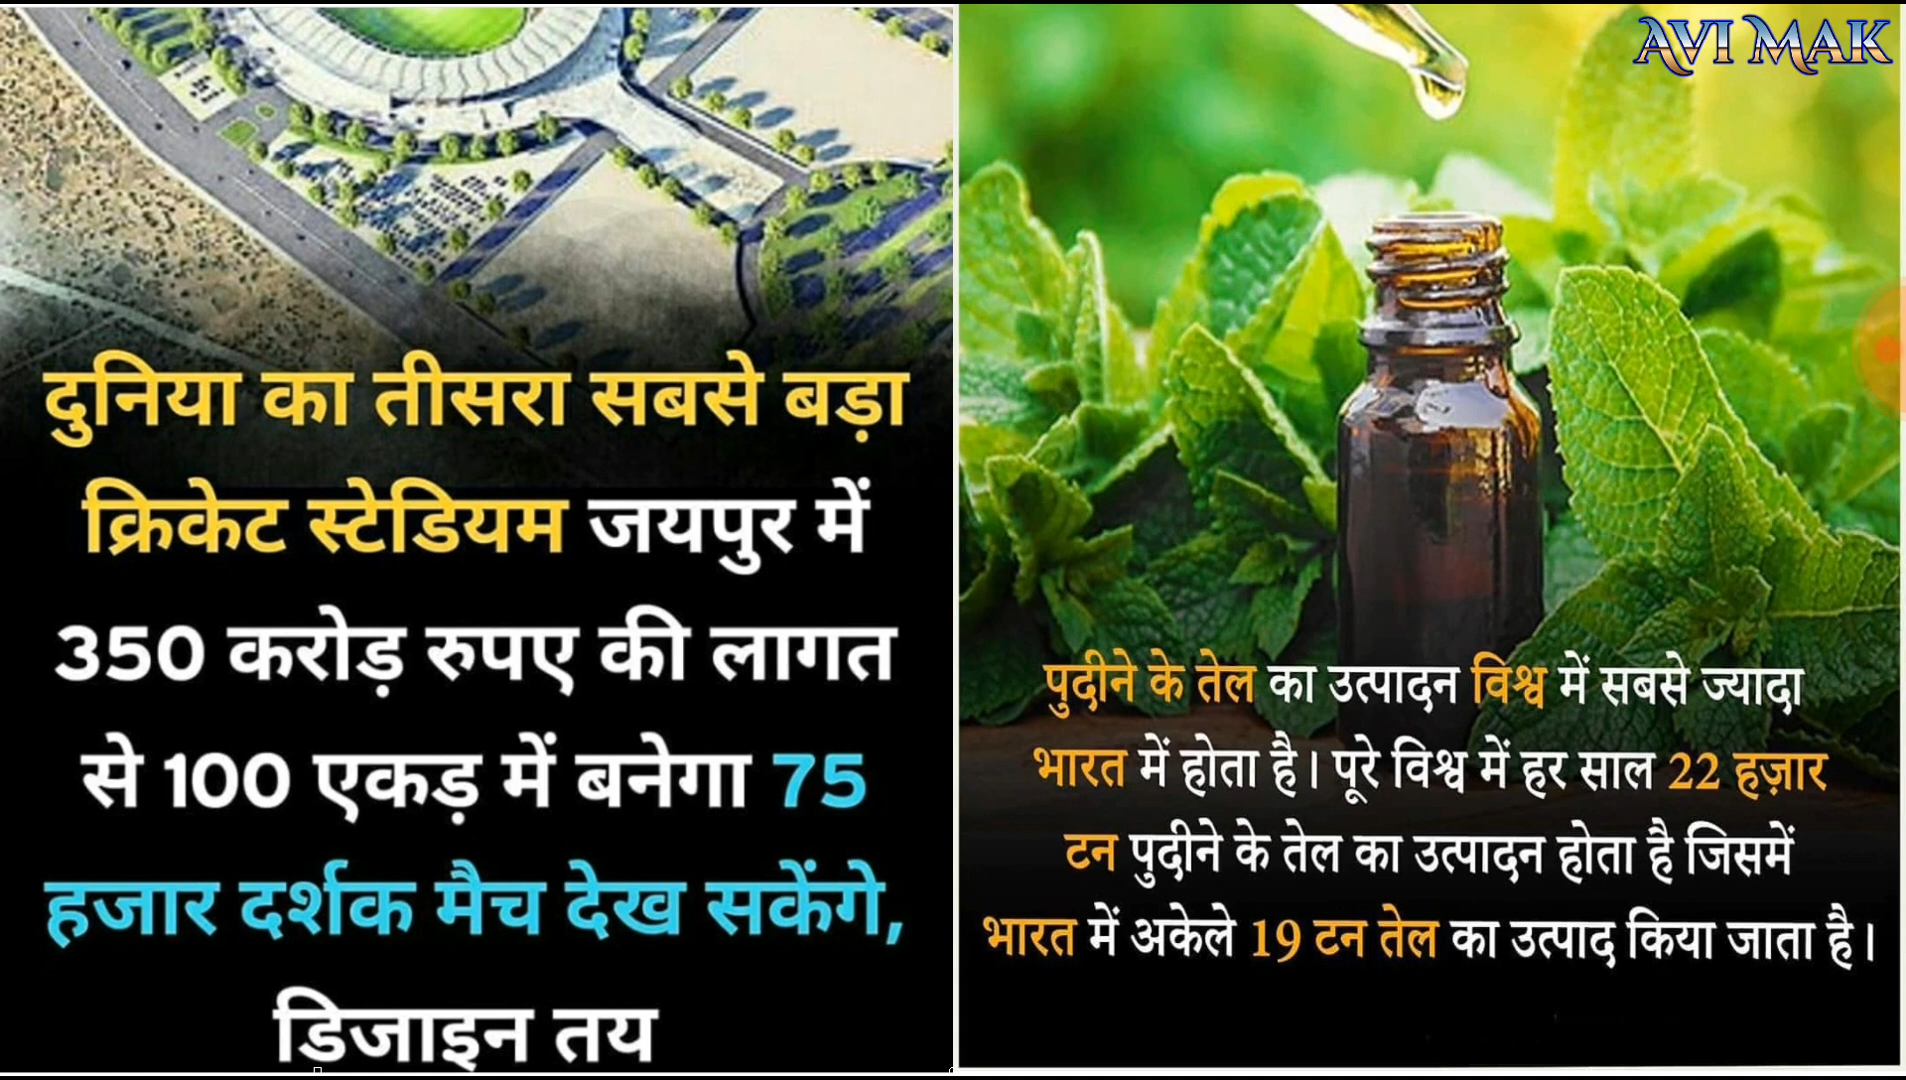 दुनिया का तीसरा सबसे बड़ा
क्रिकेट स्टेडियम जयपुर में
350 करोड़ रुपए की लागत
से 100 एकड़ में बनेगा 75
हजार दर्शक मैच देख सकेंगे,
डिजाइन तय
AVI MAK
पुदीने के तेल का उत्पादन विश्व में सबसे ज्यादा
भारत में होता है। पूरे विश्व में हर साल 22 हज़ार
टन पुदीने के तेल का उत्पादन होता है जिसमें
भारत में अकेले 19 टन तेल का उत्पाद किया जाता है।